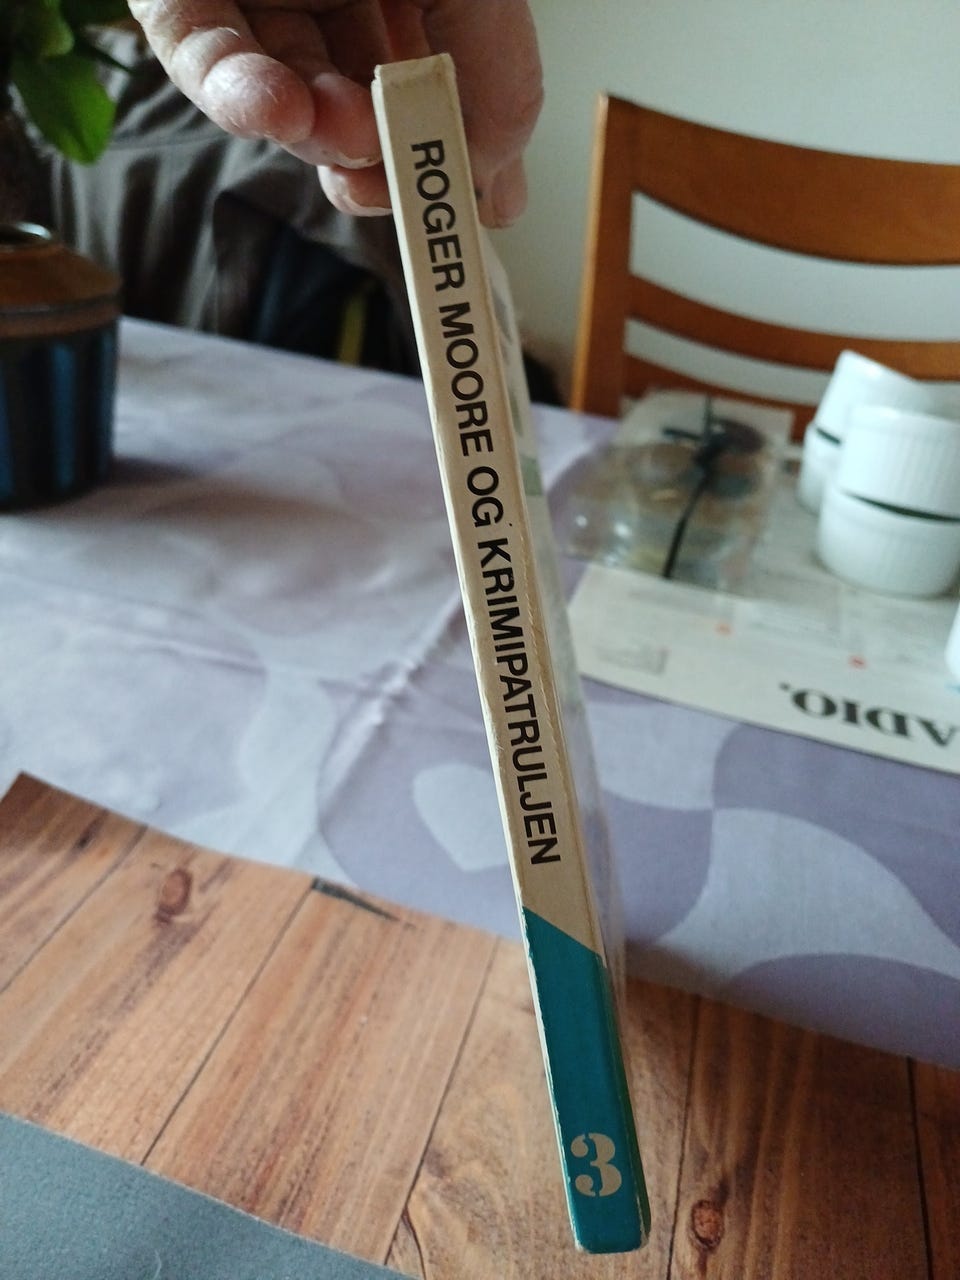 ROGER MOORE OG KRIMIPATRULJEN
3
ADIO.